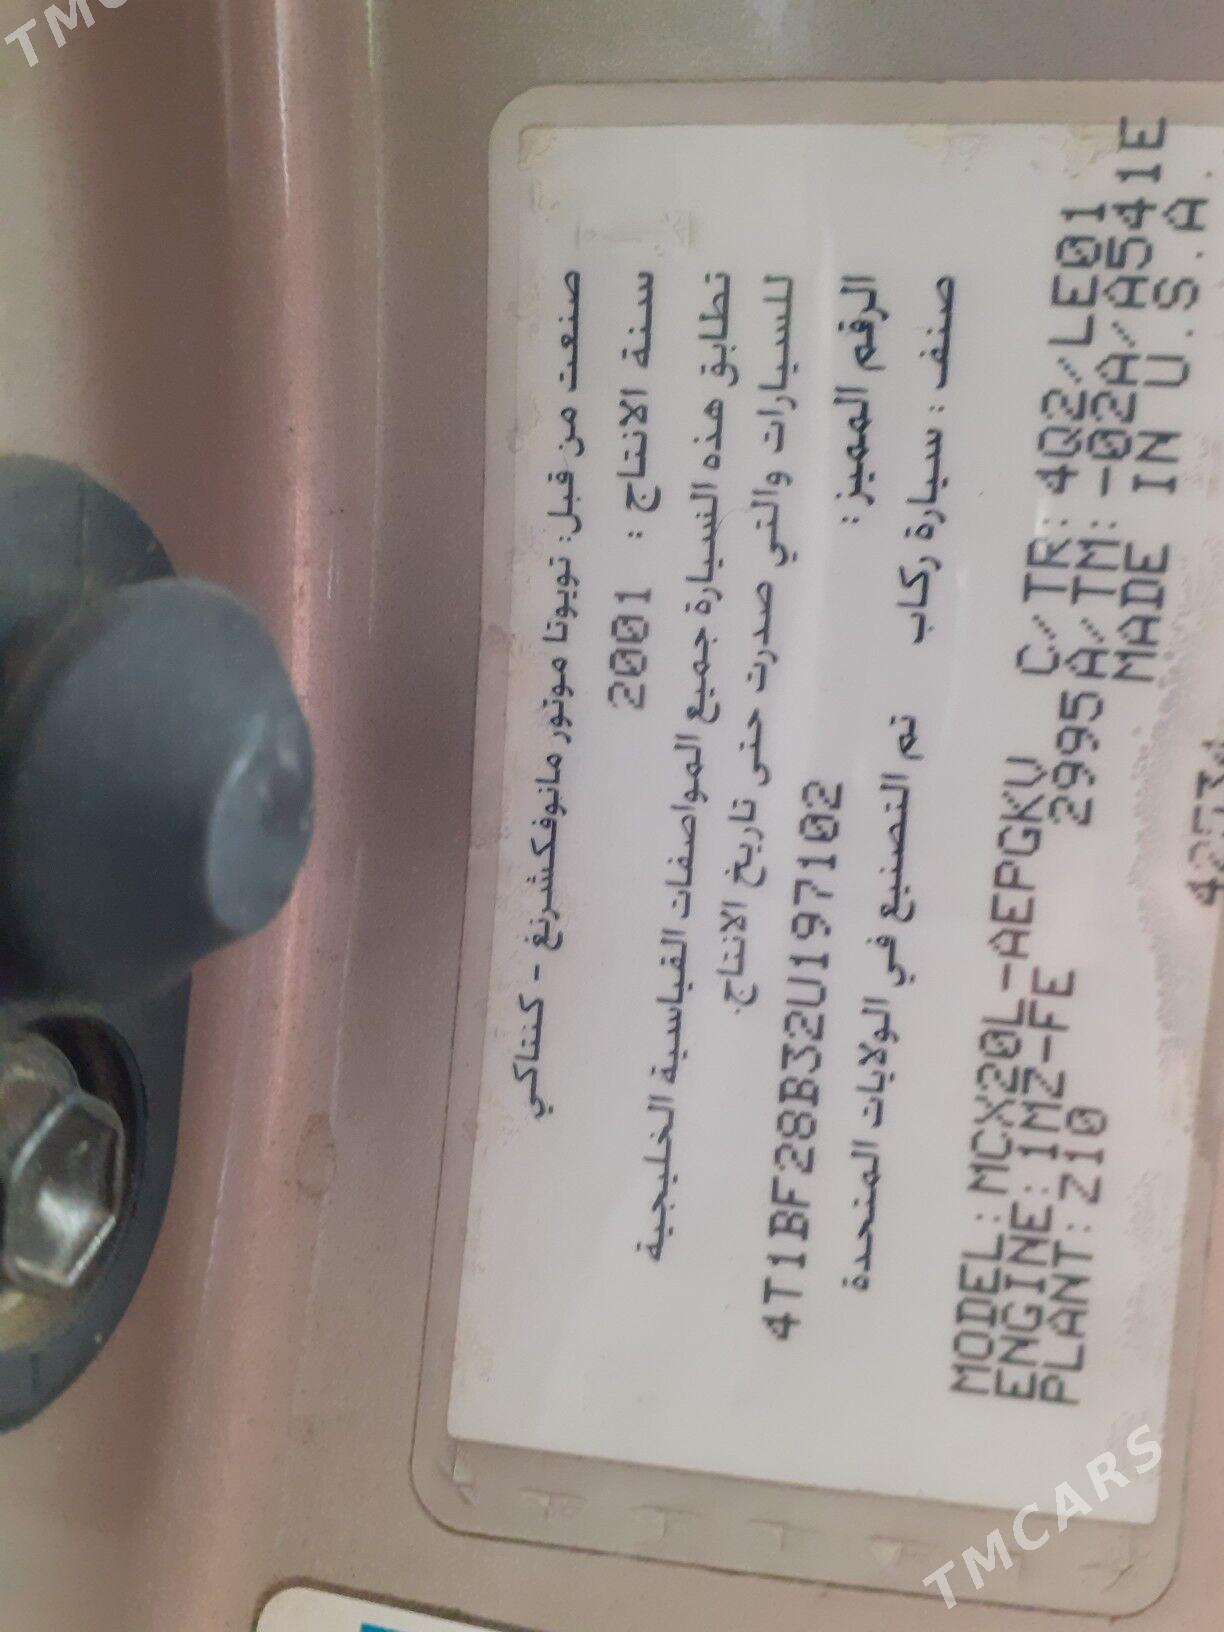 صنعت من قبل: تويوتا موتور مانوفكشرنغ - كنتاكي
سنة الانتاج : 2001
تطابق هذه السيارة جميع المواصفات القياسية الخليجية
للسيارات والتي صدرت حتى تاريخ الانتاج.
الرقم المميز: 4T1BF28B32U197102
صنف : سيارة ركاب تم التصنيع في الولايات المتحدة
MODEL:MCX20L-AEPGKV C/TR:4Q2/LE01
ENGINE:1MZ-FE 2995A/TM:-02A/A541E
PLANT:Z10 MADE IN U.S.A.
TMCARS